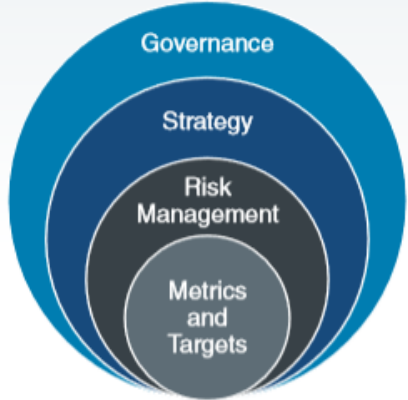 Governance
Strategy
Risk
Management
Metrics
and
Targets